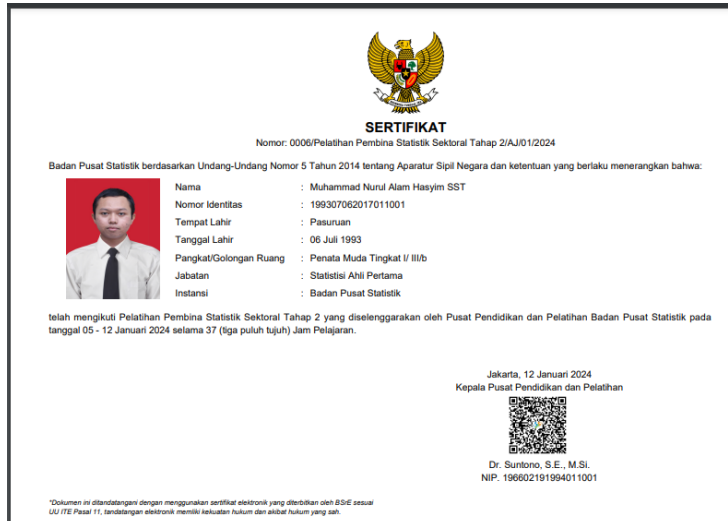 SERTIFIKAT
Nomor: 0006/Pelatihan Pembina Statistik Sektoral Tahap 2/AJ/01/2024
Badan Pusat Statistik berdasarkan Undang-Undang Nomor 5 Tahun 2014 tentang Aparatur Sipil Negara dan ketentuan yang berlaku menerangkan bahwa:
Nama : Muhammad Nurul Alam Hasyim SST
Nomor Identitas : 199307062017011001
Tempat Lahir : Pasuruan
Tanggal Lahir : 06 Juli 1993
Pangkat/Golongan Ruang : Penata Muda Tingkat I/ III/b
Jabatan : Statistisi Ahli Pertama
Instansi : Badan Pusat Statistik
telah mengikuti Pelatihan Pembina Statistik Sektoral Tahap 2 yang diselenggarakan oleh Pusat Pendidikan dan Pelatihan Badan Pusat Statistik pada
tanggal 05 - 12 Januari 2024 selama 37 (tiga puluh tujuh) Jam Pelajaran.
Jakarta, 12 Januari 2024
Kepala Pusat Pendidikan dan Pelatihan
Dr. Suntono, S.E., M.Si.
NIP. 196602191994011001
*Dokumen ini ditandatangani dengan menggunakan sertifikat elektronik yang diterbitkan oleh BSrE sesuai
UU ITE Pasal 11, tandatangan elektronik memiliki kekuatan hukum dan akibat hukum yang sah.